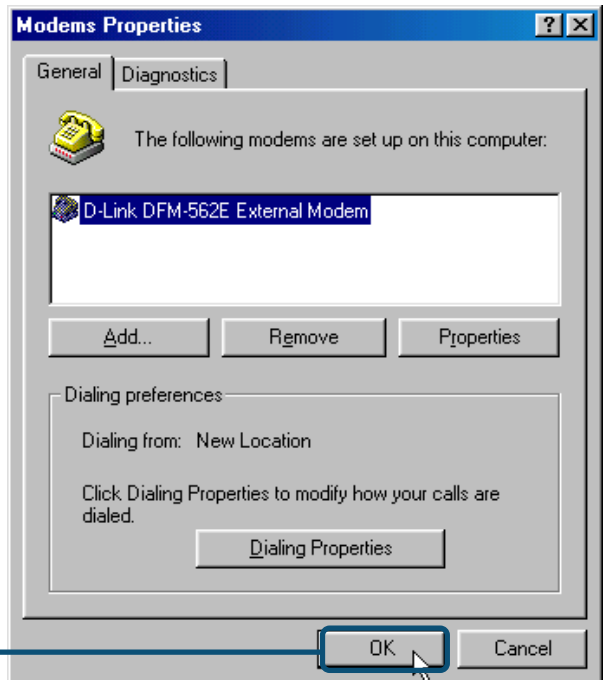 Modems Properties
General Diagnostics
The following modems are set up on this computer:
D-Link DFM-562E External Modem
Add... Remove Properties
Dialing preferences
Dialing from: New Location
Click Dialing Properties to modify how your calls are
dialed.
Dialing Properties
OK Cancel